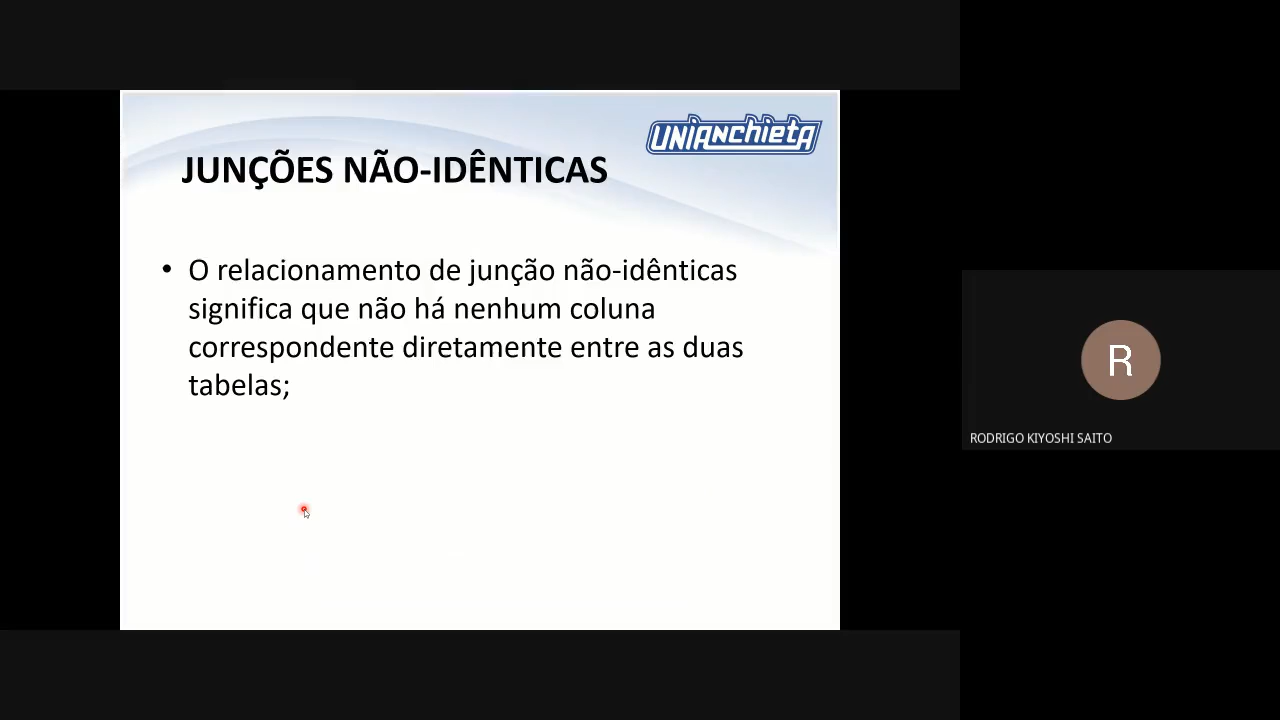 UNIANCHIETA
JUNÇÕES NÃO-IDÊNTICAS
• O relacionamento de junção não-idênticas
significa que não há nenhum coluna
correspondente diretamente entre as duas
tabelas;
R
RODRIGO KIYOSHI SAITO